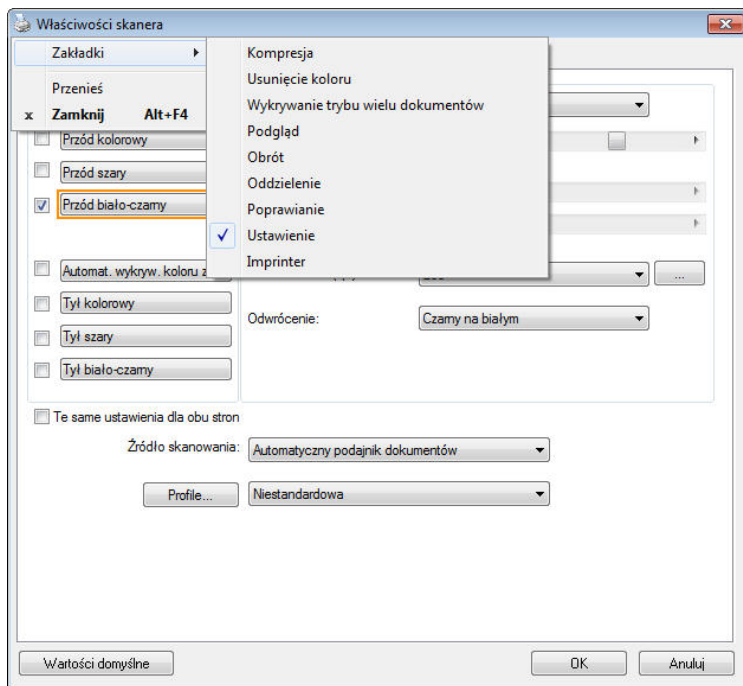 Właściwości skanera
Zakładki
Przenieś
x Zamknij Alt+F4
Kompresja
Usunięcie koloru
Wykrywanie trybu wielu dokumentów
Podgląd
Obrót
Oddzielenie
Poprawianie
Ustawienie
Imprinter
Przód kolorowy
Przód szary
Przód biało-czarny
Automat. wykryw. koloru z
Tył kolorowy
Tył szary
Tył biało-czarny
...
Odwrócenie: Czarny na białym
Te same ustawienia dla obu stron
Źródło skanowania: Automatyczny podajnik dokumentów
Profile... Niestandardowa
Wartości domyślne OK Anuluj